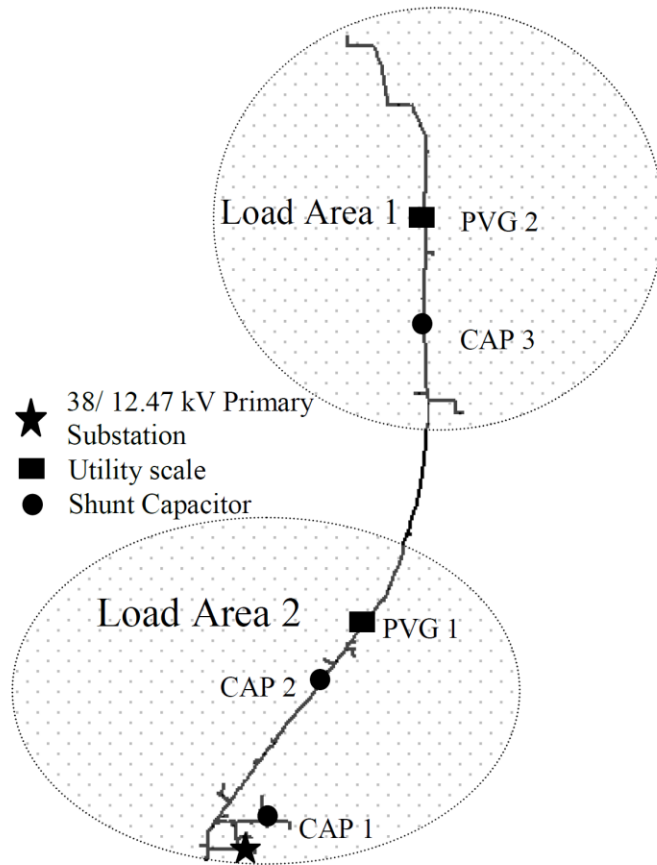 Load Area 1
PVG 2
CAP 3
38/ 12.47 kV Primary
Substation
Utility scale
Shunt Capacitor
Load Area 2
PVG 1
CAP 2
CAP 1